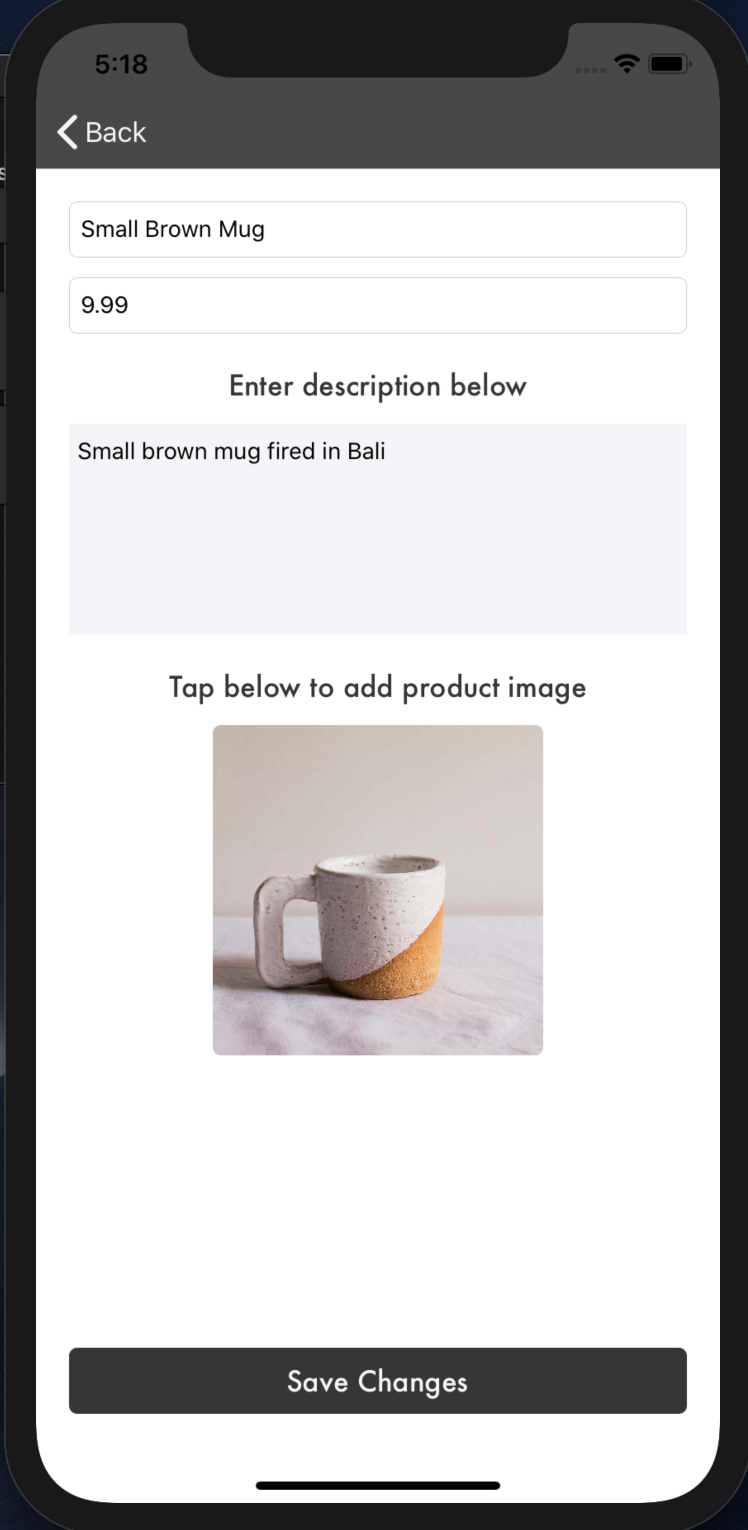 5:18
Back
Small Brown Mug
9.99
Enter description below
Small brown mug fired in Bali
Tap below to add product image
Save Changes